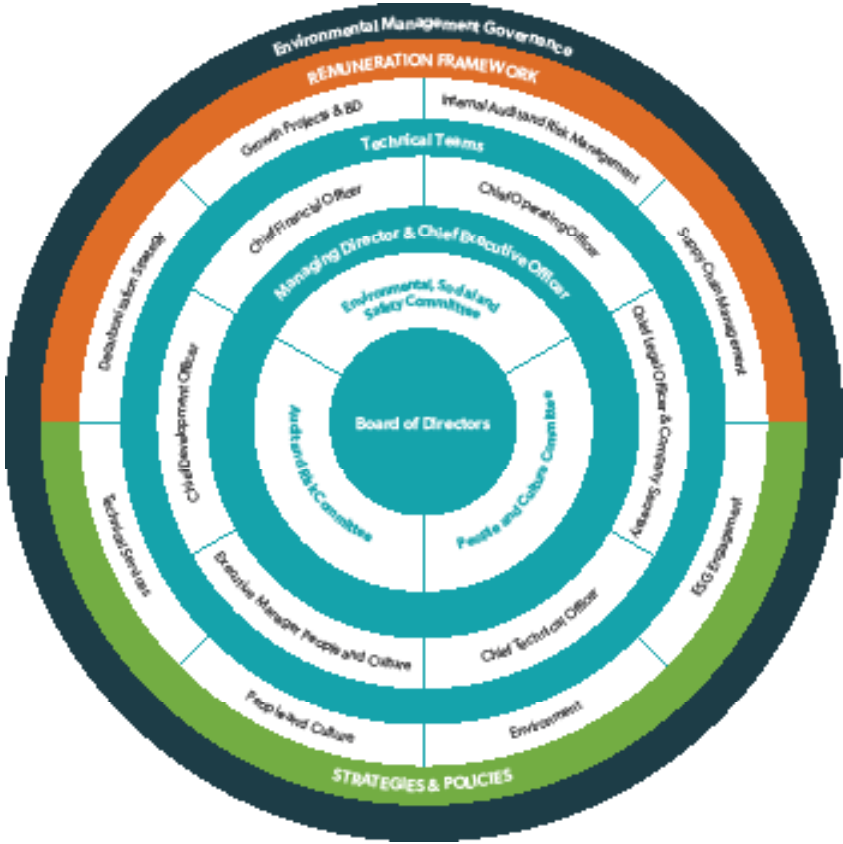 Environmental Management Governance
REMUNERATION FRAMEWORK
Growth Projects & BD
Internal Audit and Risk Management
Supply Chain Management
ESG Engagement
Environment
People and Culture
Technical Services
Decarbonisation Strategy
Technical Teams
Chief Financial Officer
Chief Operating Officer
Chief Legal Officer & Company Secretary
Chief Technical Officer
Executive Manager People and Culture
Chief Development Officer
Managing Director & Chief Executive Officer
Environmental, Social and
Safety Committee
People and Culture Committee
Audit and Risk Committee
Board of Directors
STRATEGIES & POLICIES